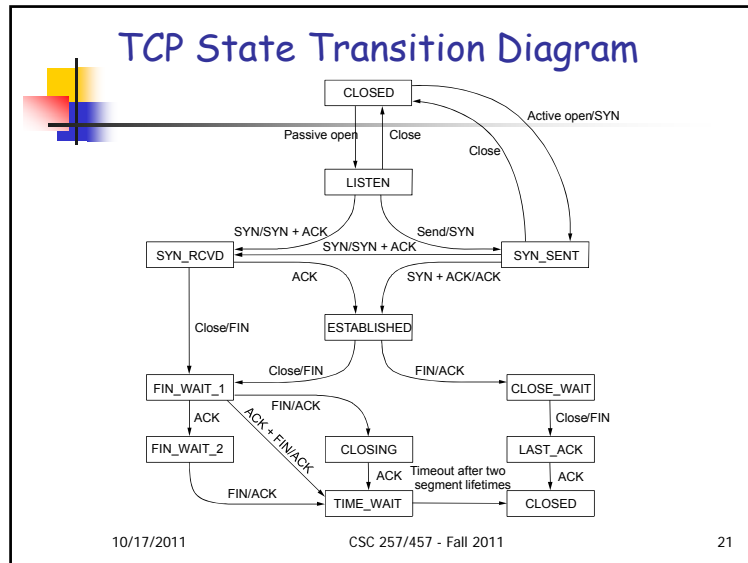 TCP State Transition Diagram
CLOSED
Active open/SYN
Passive open
Close
Close
LISTEN
SYN/SYN + ACK
Send/SYN
SYN/SYN + ACK
SYN_RCVD
SYN_SENT
ACK
SYN + ACK/ACK
ESTABLISHED
Close/FIN
Close/FIN
FIN/ACK
FIN_WAIT_1
CLOSE_WAIT
FIN/ACK
ACK
ACK + FIN/ACK
Close/FIN
FIN_WAIT_2
CLOSING
LAST_ACK
Timeout after two
segment lifetimes
ACK
ACK
FIN/ACK
TIME_WAIT
CLOSED
10/17/2011
CSC 257/457 - Fall 2011
21